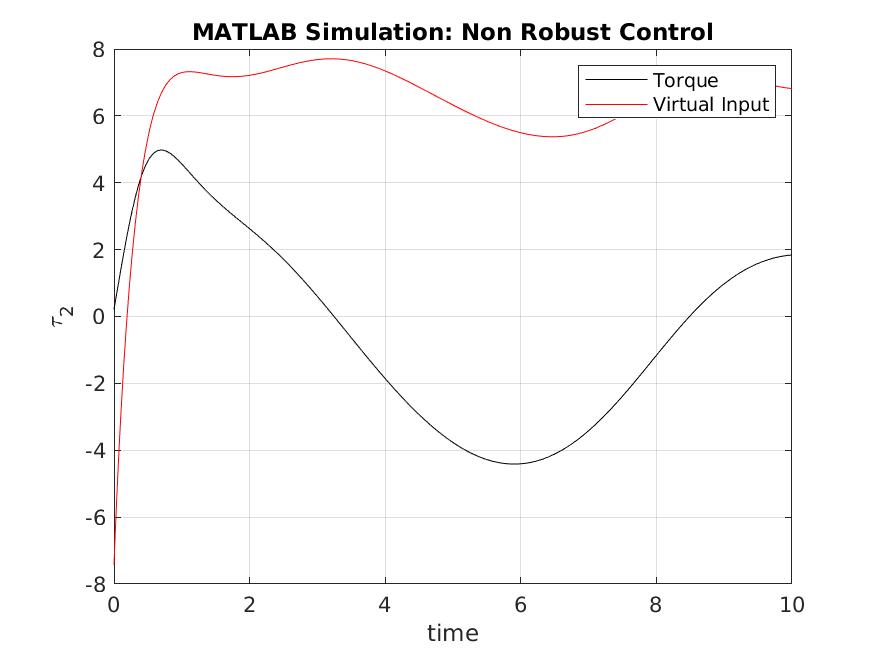 MATLAB Simulation: Non Robust Control
Torque
Virtual Input
8
6
4
2
0
-2
-4
-6
-8
τ2
0 2 4 6 8 10
time